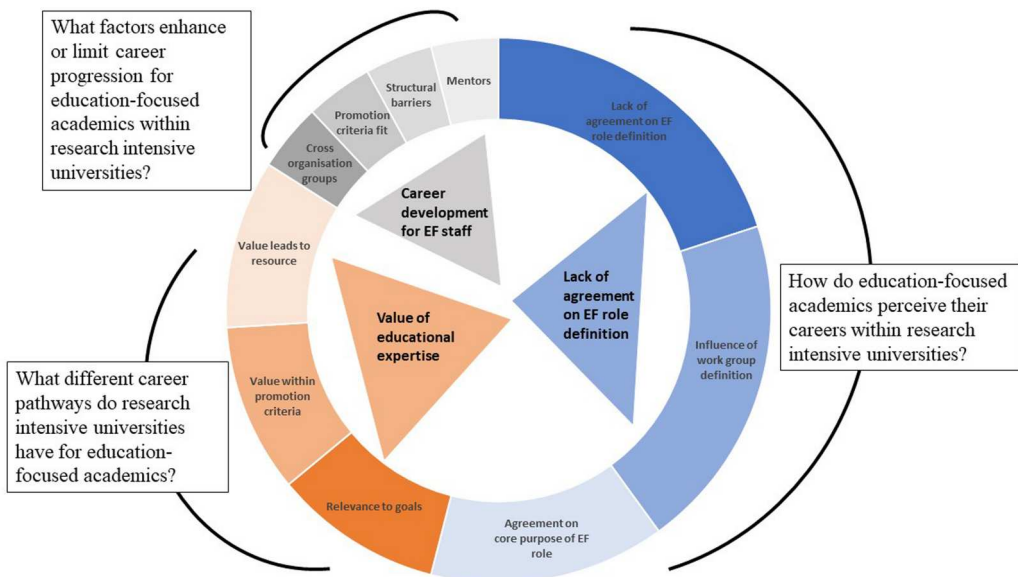 What factors enhance
or limit career
progression for
education-focused
academics within
research intensive
universities?
Mentors
Structural
barriers
Promotion
criteria fit
Cross
organisation
groups
Lack of
agreement on EF
role definition
Career
development
for EF staff
Value leads to
resource
Value of
educational
expertise
Lack of
agreement
on EF role
definition
How do education-focused
academics perceive their
careers within research
intensive universities?
Influence of
work group
definition
What different career
pathways do research
intensive universities
have for education-
focused academics?
Value within
promotion
criteria
Relevance to goals
Agreement on
core purpose of EF
role